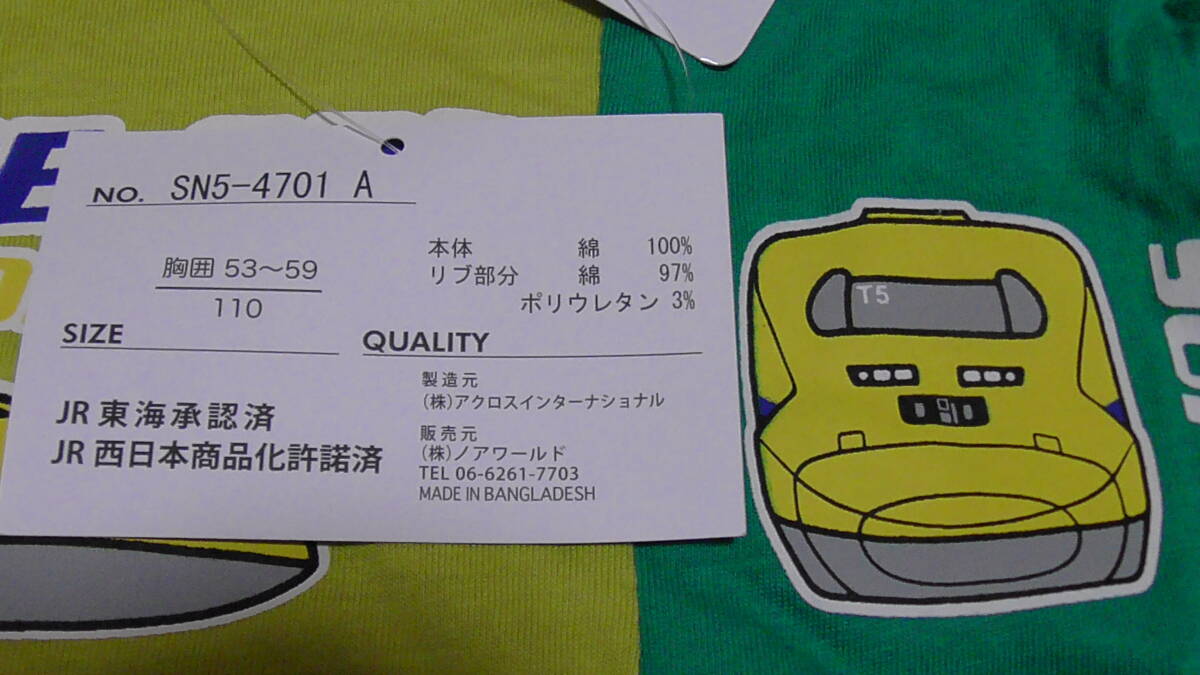 NO. SN5-4701 A
胸囲 53～59
110
SIZE
本体 綿 100%
リブ部分 綿 97%
ポリウレタン 3%
QUALITY
JR 東海承認済
JR 西日本商品化許諾済
製造元
(株)アクロスインターナショナル
販売元
(株)ノアワールド
TEL 06-6261-7703
MADE IN BANGLADESH
T5